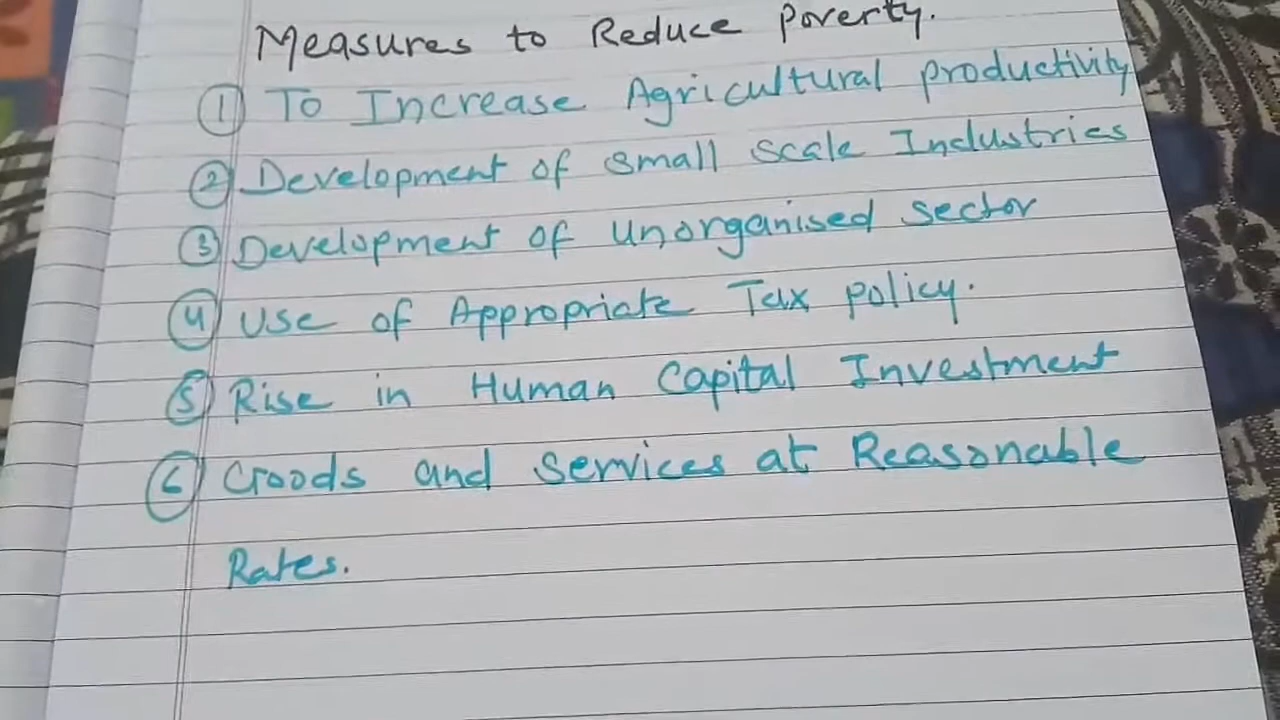 Measures to Reduce Poverty.
① To Increase Agricultural productivity
② Development of small scale Industries
③ Development of Unorganised sector
④ Use of Appropriate Tax policy.
⑤ Rise in Human Capital Investment
⑥ Goods and Services at Reasonable
Rates.